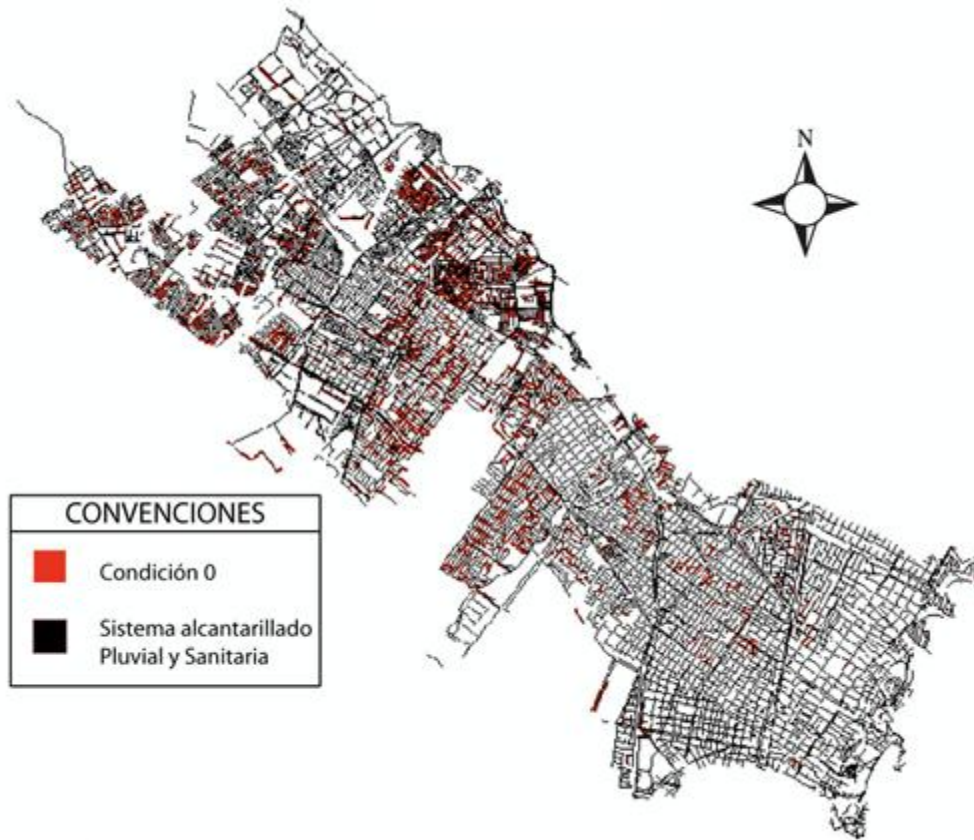 N
CONVENCIONES
Condición 0
Sistema alcantarillado
Pluvial y Sanitaria